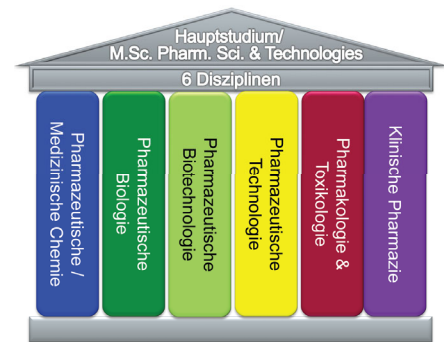 Hauptstudium/
M.Sc. Pharm. Sci. & Technologies
6 Disziplinen
Pharmazeutische /
Medizinische Chemie
Pharmazeutische
Biologie
Pharmazeutische
Biotechnologie
Pharmazeutische
Technologie
Pharmakologie &
Toxikologie
Klinische Pharmazie